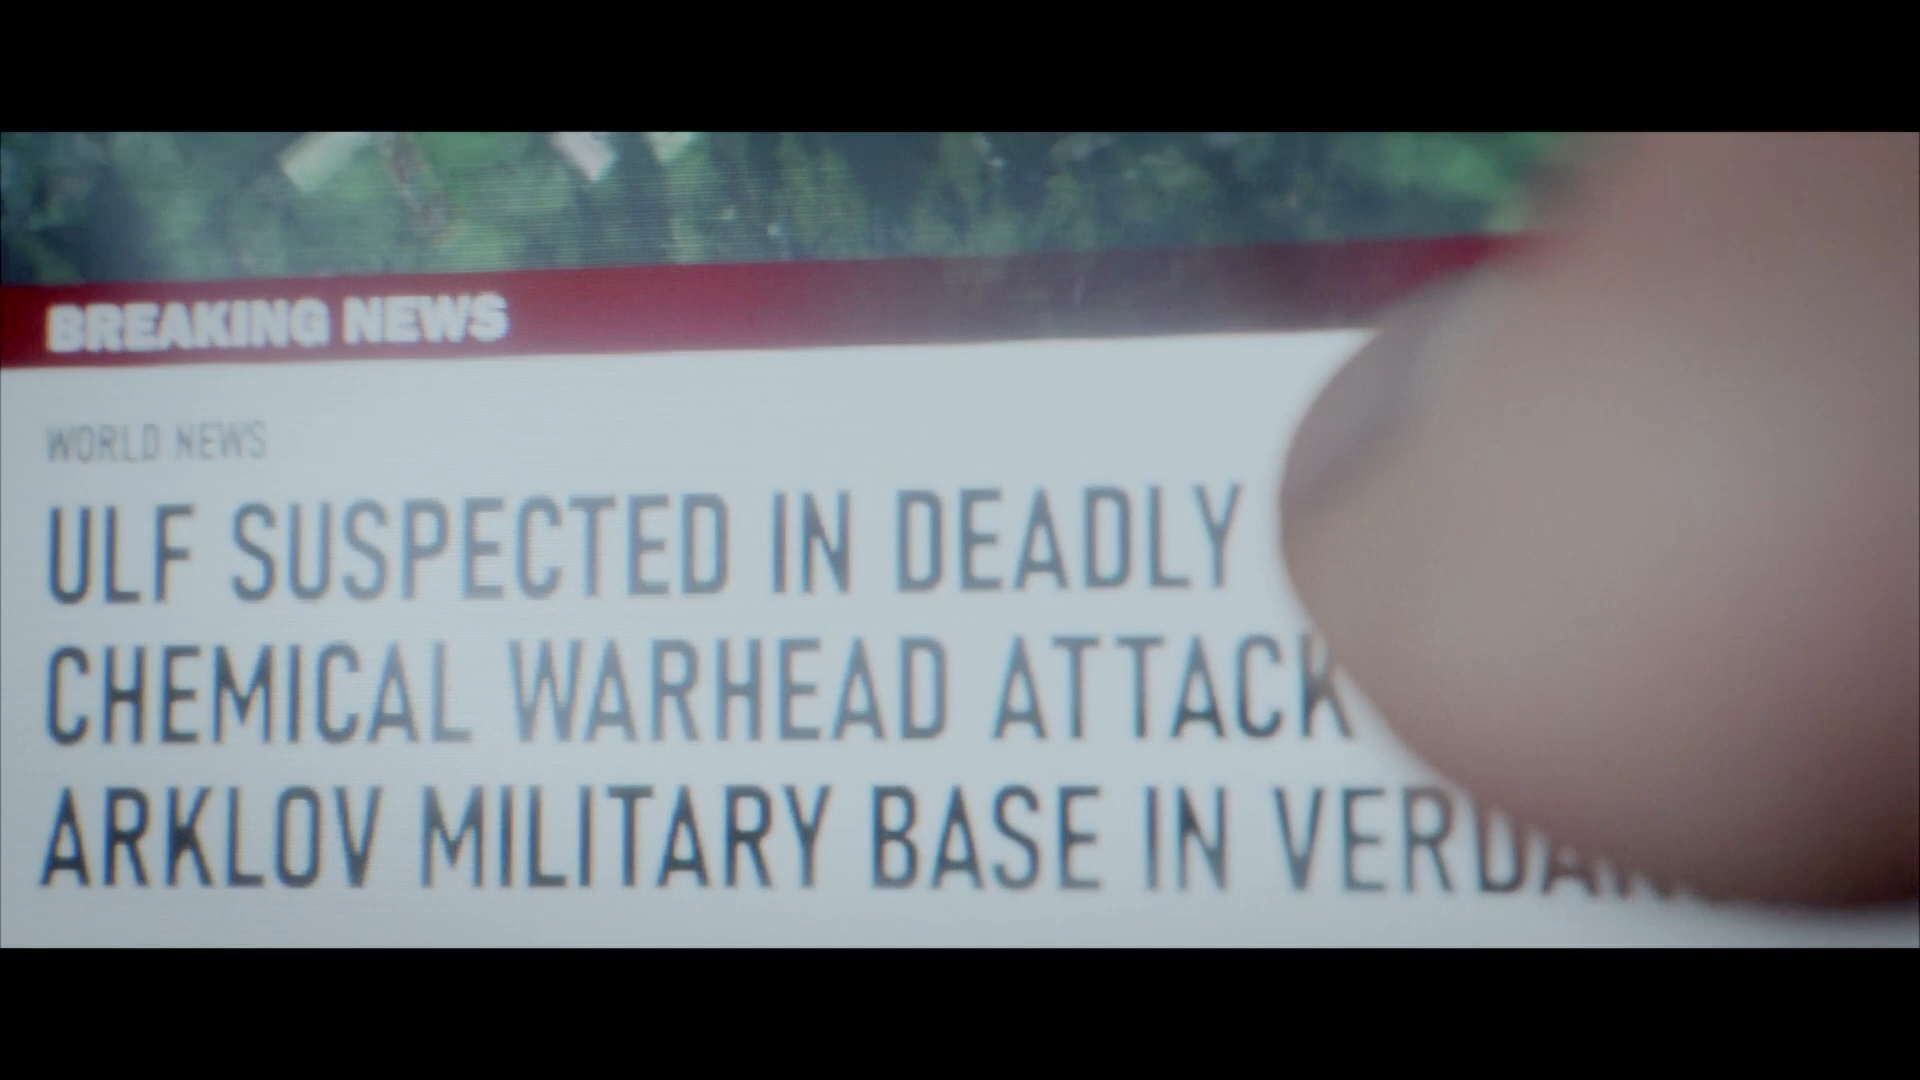 BREAKING NEWS
WORLD NEWS
ULF SUSPECTED IN DEADLY
CHEMICAL WARHEAD ATTACK
ARKLOV MILITARY BASE IN